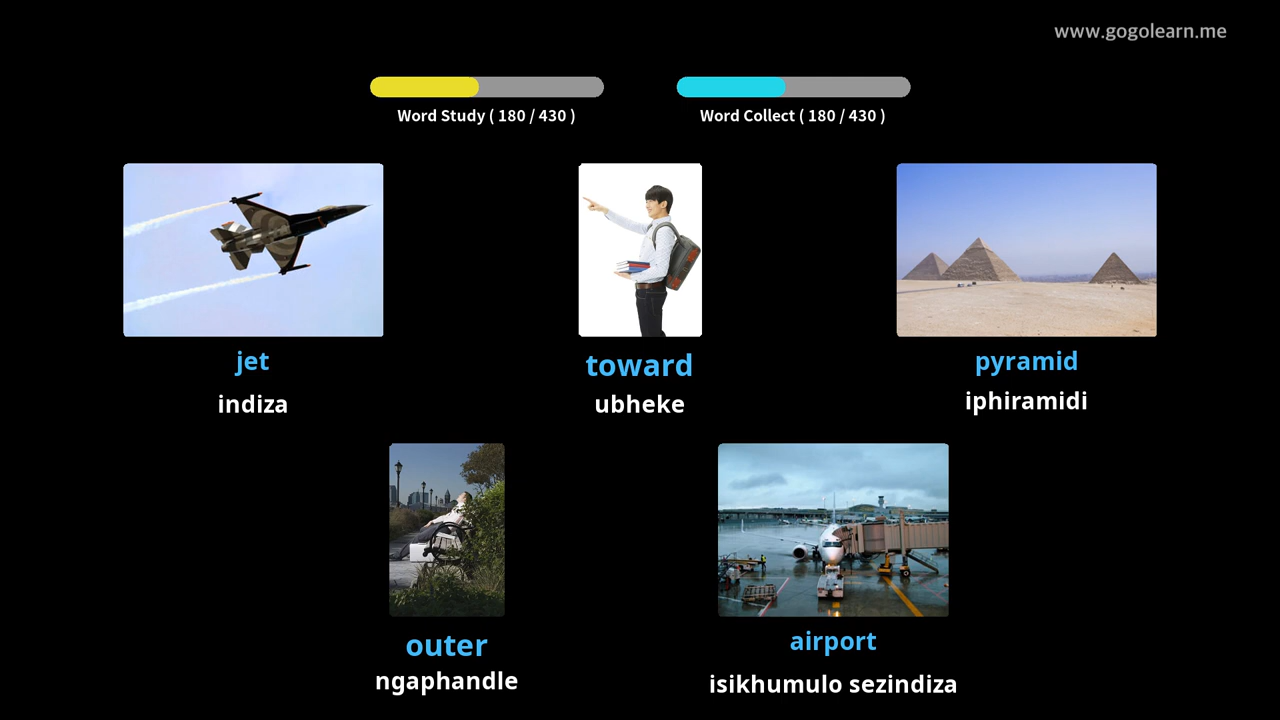 www.gogolearn.me
Word Study ( 180 / 430 )
Word Collect ( 180 / 430 )
jet
indiza
toward
ubheke
pyramid
iphiramidi
outer
ngaphandle
airport
isikhumulo sezindiza